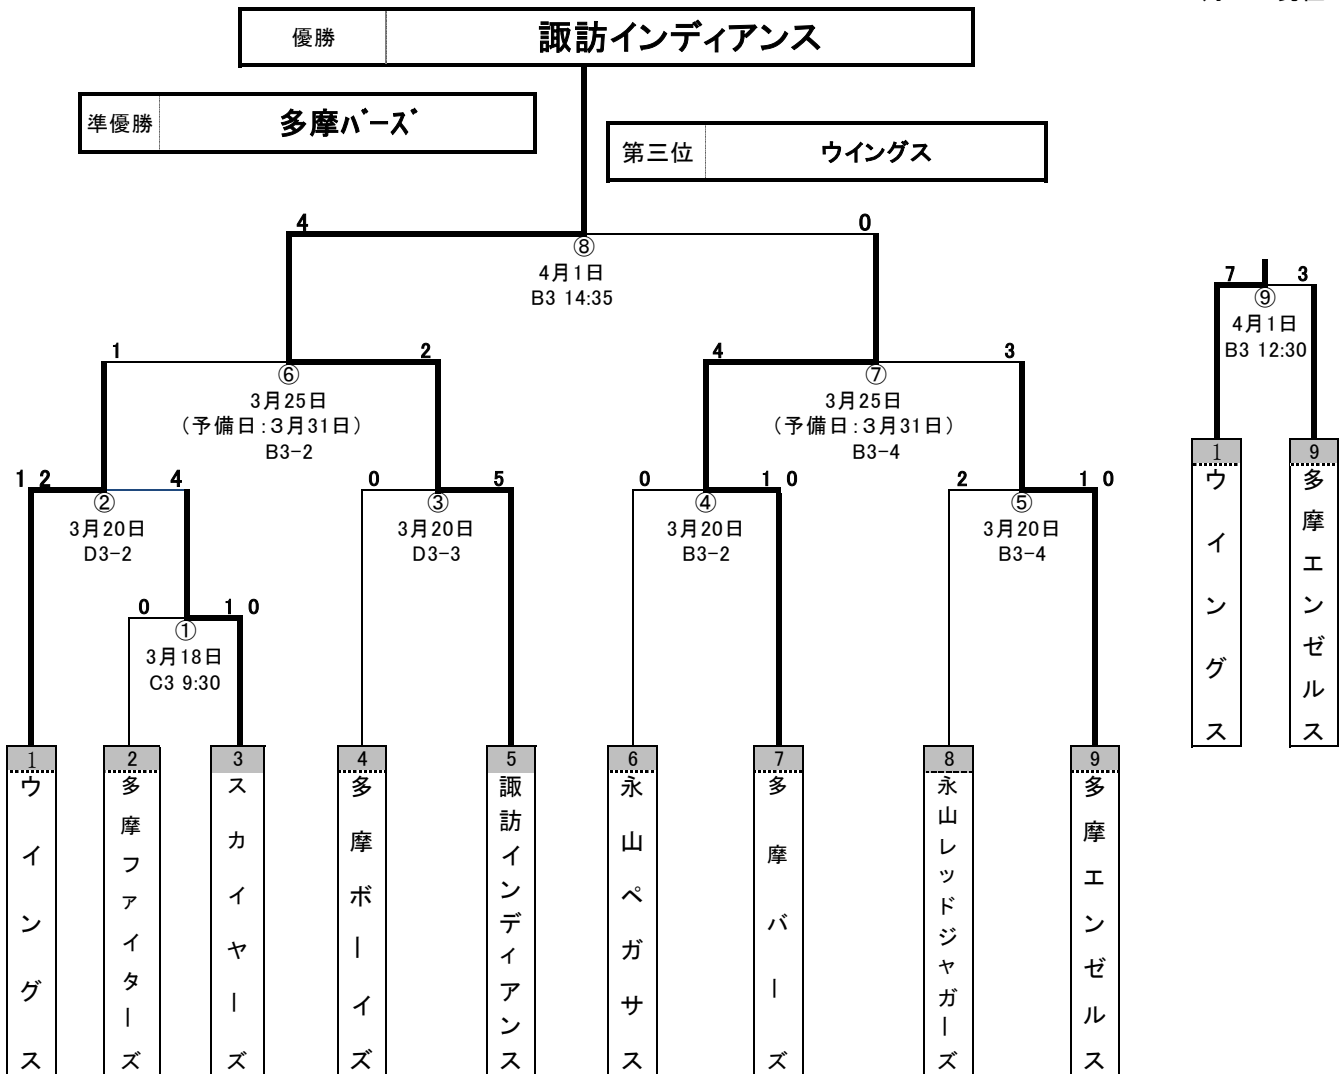 優勝 諏訪インディアンス
準優勝 多摩バーズ
第三位 ウイングス
4 0
⑧
4月1日
B3 14:35
7 3
⑨
4月1日
B3 12:30
1 2
⑥
3月25日
（予備日：３月31日）
B3-2
4 3
⑦
3月25日
（予備日：３月31日）
B3-4
1 2 4
②
3月20日
D3-2
0 5
③
3月20日
D3-3
0 1 0
④
3月20日
B3-2
2 1 0
⑤
3月20日
B3-4
0 1 0
①
3月18日
C3 9:30
1
ウイングス
9
多摩エンゼルス
1
ウイングス
2
多摩ファイターズ
3
スカイヤーズ
4
多摩ボーイズ
5
諏訪インディアンス
6
永山ペガサス
7
多摩バーズ
8
永山レッドジャガーズ
9
多摩エンゼルス